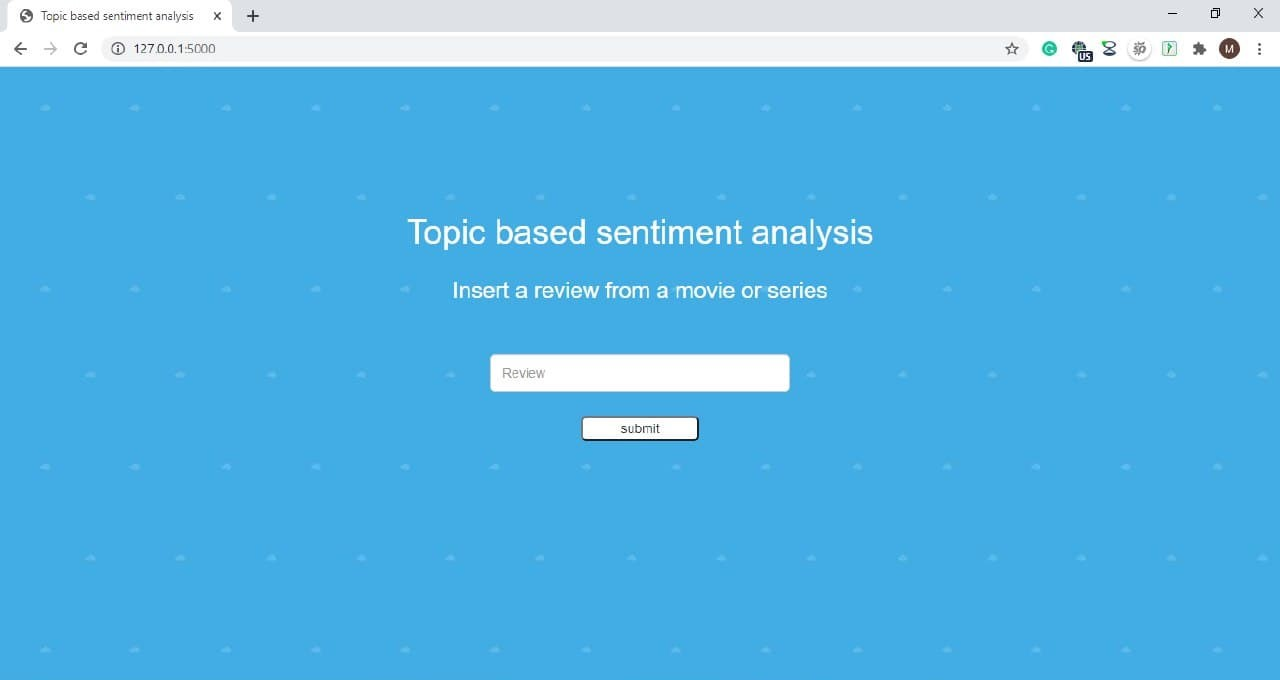 Topic based sentiment analysis
127.0.0.1:5000
US
M
Topic based sentiment analysis
Insert a review from a movie or series
Review
submit